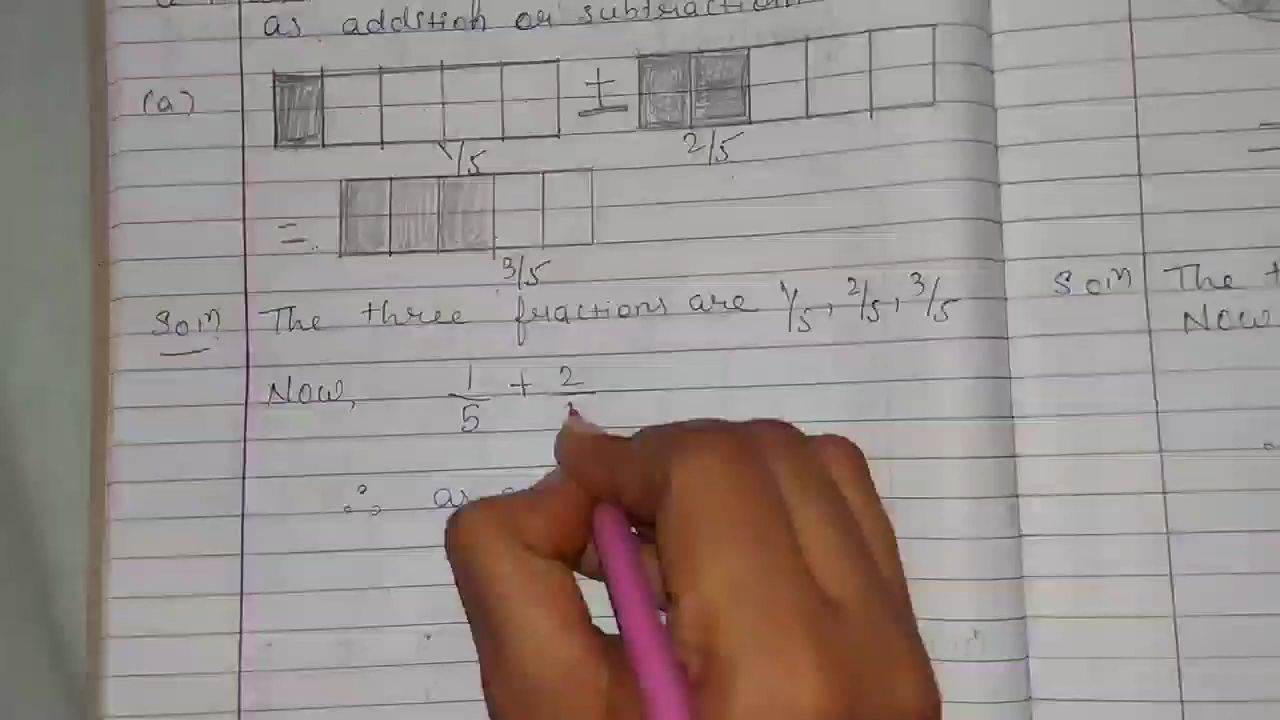 as addition or subtraction
(a)
±
1/5
2/5
=
3/5
Soln The three fractions are 1/5, 2/5, 3/5
Now, 1/5 + 2/
∴ as
Soln The
Now